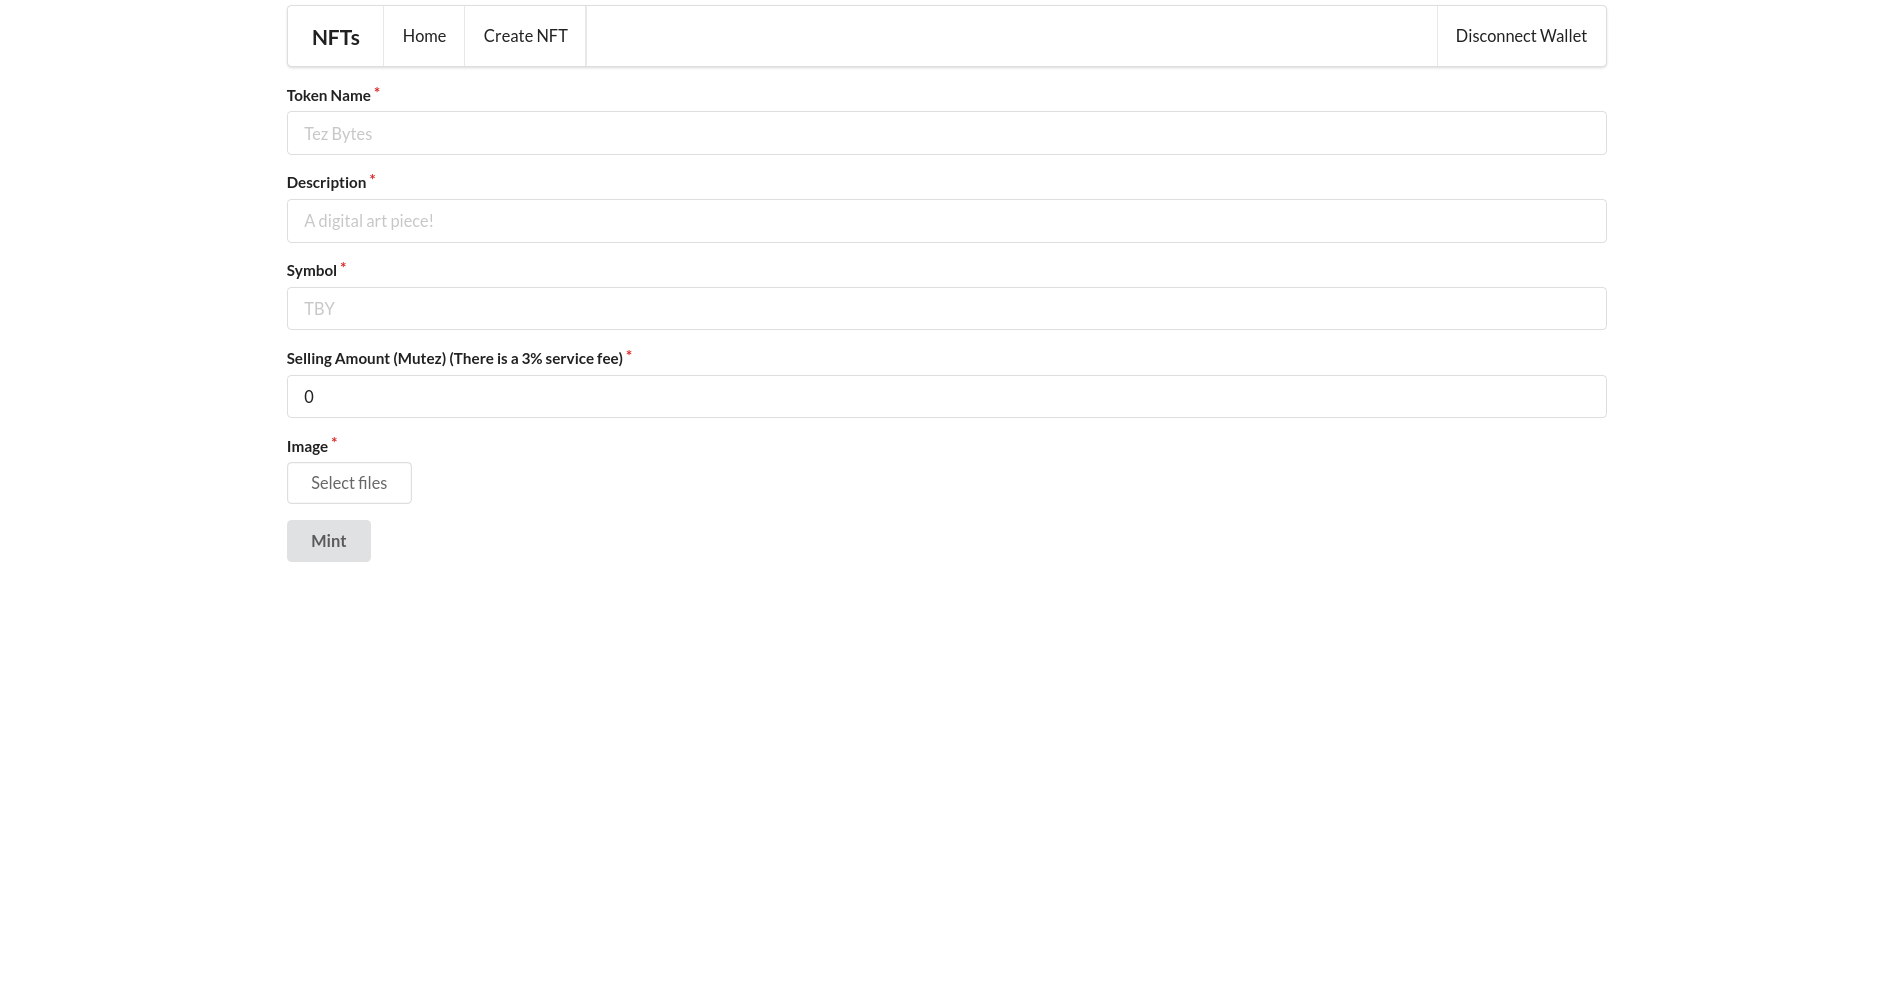 NFTs Home Create NFT Disconnect Wallet
Token Name *
Tez Bytes
Description *
A digital art piece!
Symbol *
TBY
Selling Amount (Mutez) (There is a 3% service fee) *
0
Image *
Select files
Mint